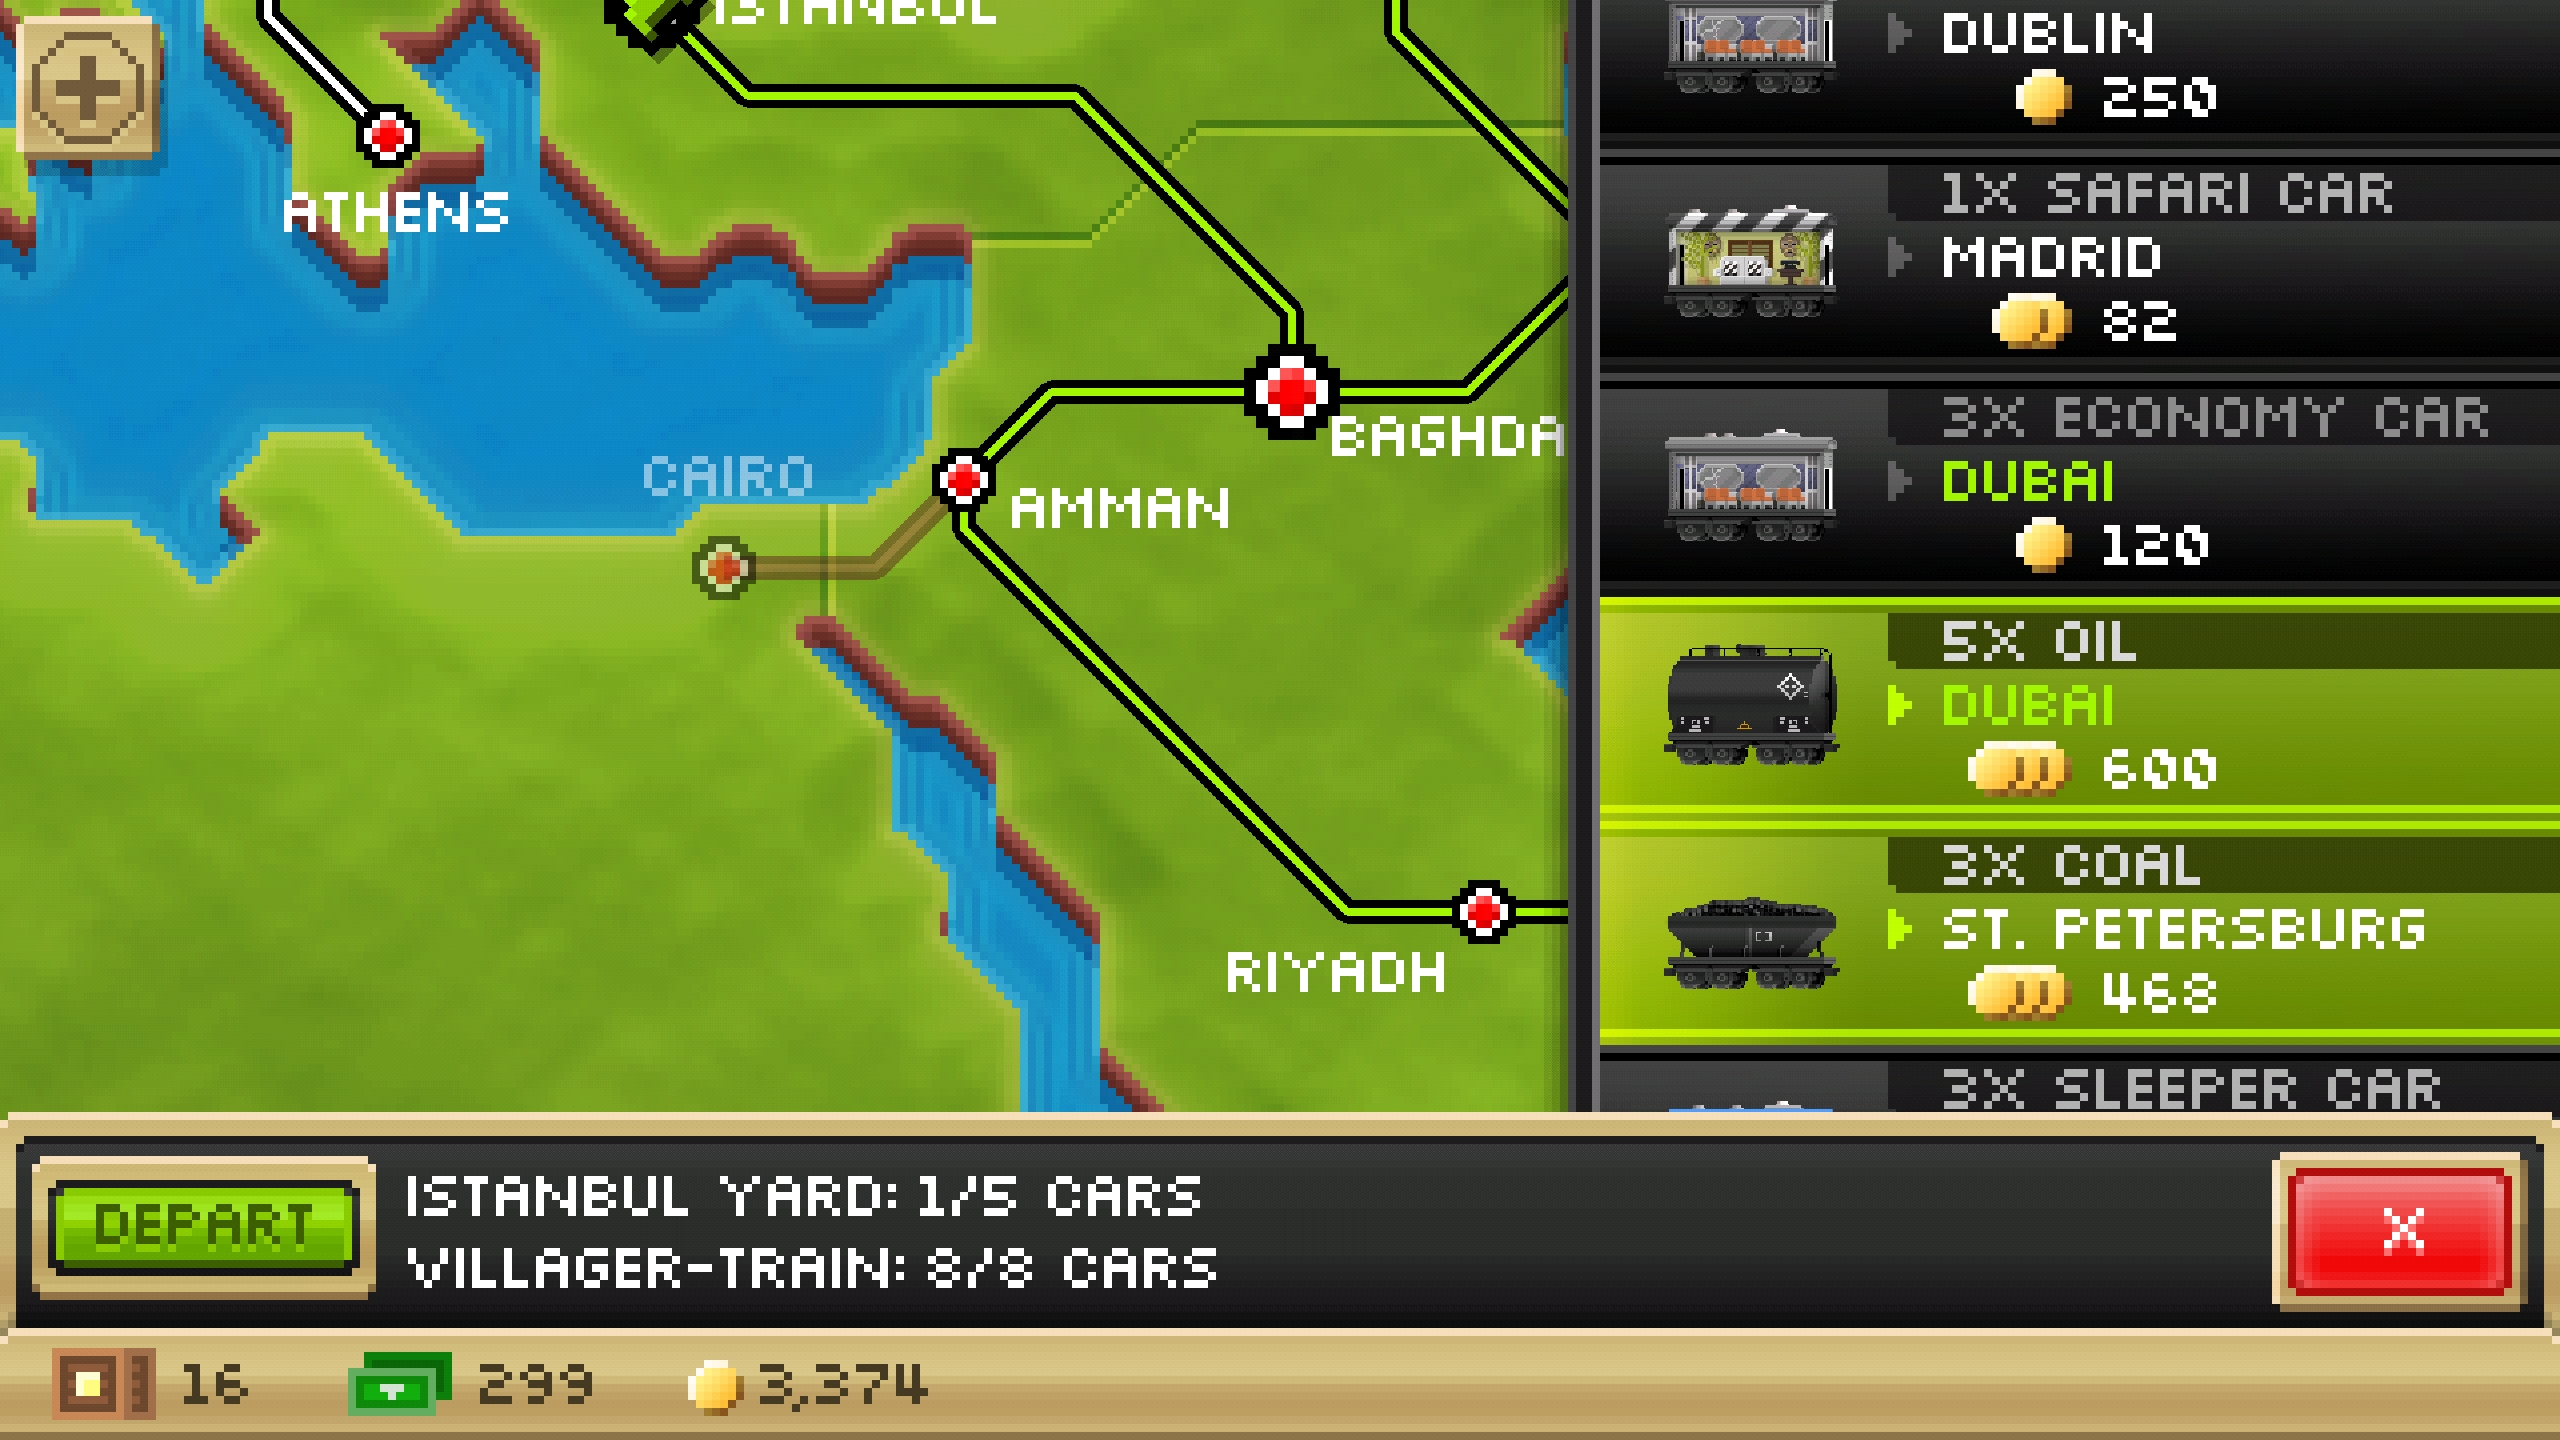 ISTANBUL
ATHENS
BAGHDA
CAIRO
AMMAN
RIYADH
DUBLIN
250
1X SAFARI CAR
MADRID
82
3X ECONOMY CAR
DUBAI
120
5X OIL
DUBAI
600
3X COAL
ST. PETERSBURG
468
3X SLEEPER CAR
DEPART
ISTANBUL YARD: 1/5 CARS
VILLAGER-TRAIN: 8/8 CARS
X
16
299
3,374